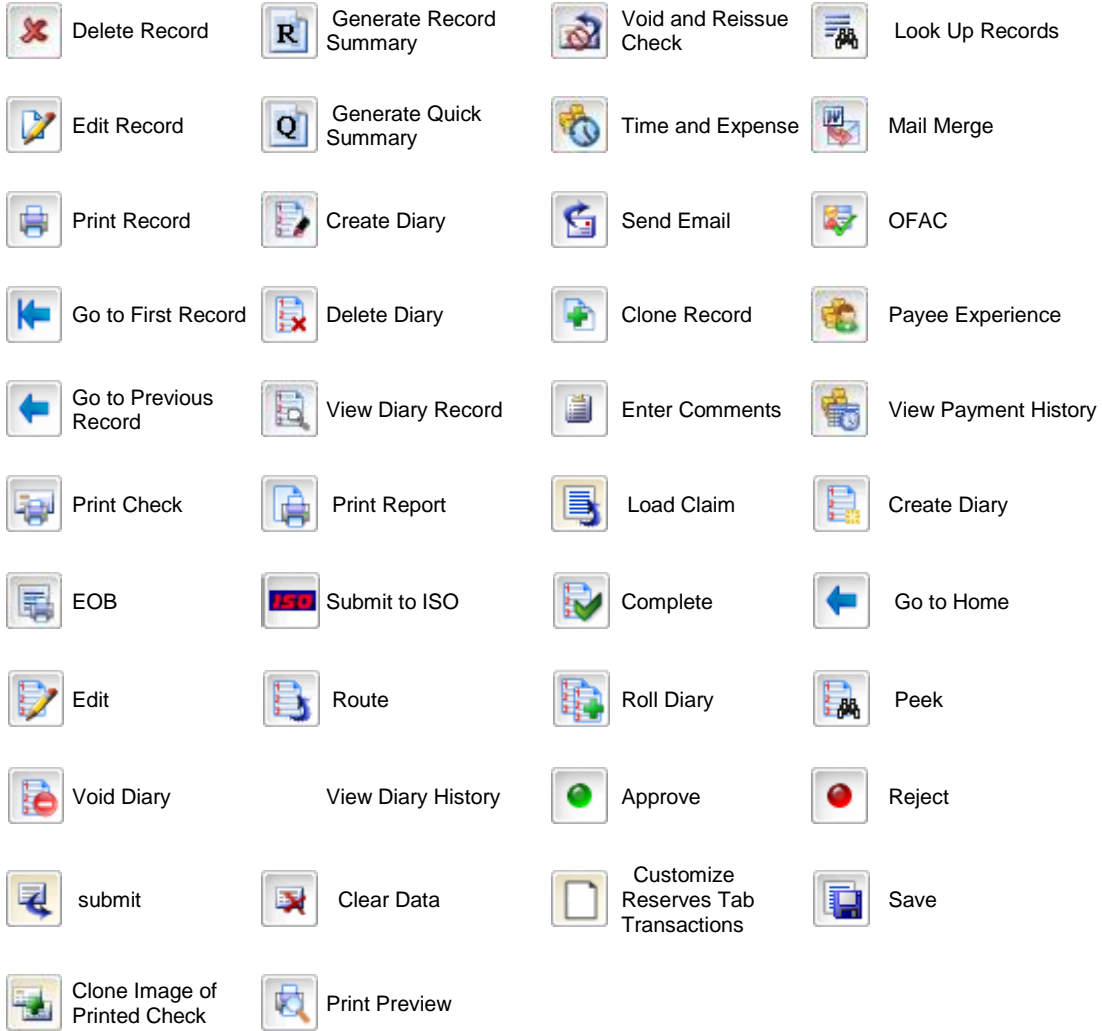 Delete Record
R
Generate Record
Summary
Void and Reissue
Check
Look Up Records
Edit Record
Q
Generate Quick
Summary
Time and Expense
W
Mail Merge
Print Record
Create Diary
Send Email
OFAC
Go to First Record
Delete Diary
Clone Record
Payee Experience
Go to Previous
Record
View Diary Record
Enter Comments
View Payment History
Print Check
Print Report
Load Claim
Create Diary
EOB
ISO
Submit to ISO
Complete
Go to Home
Edit
Route
Roll Diary
Peek
Void Diary
View Diary History
Approve
Reject
submit
Clear Data
Customize
Reserves Tab
Transactions
Save
Clone Image of
Printed Check
Print Preview